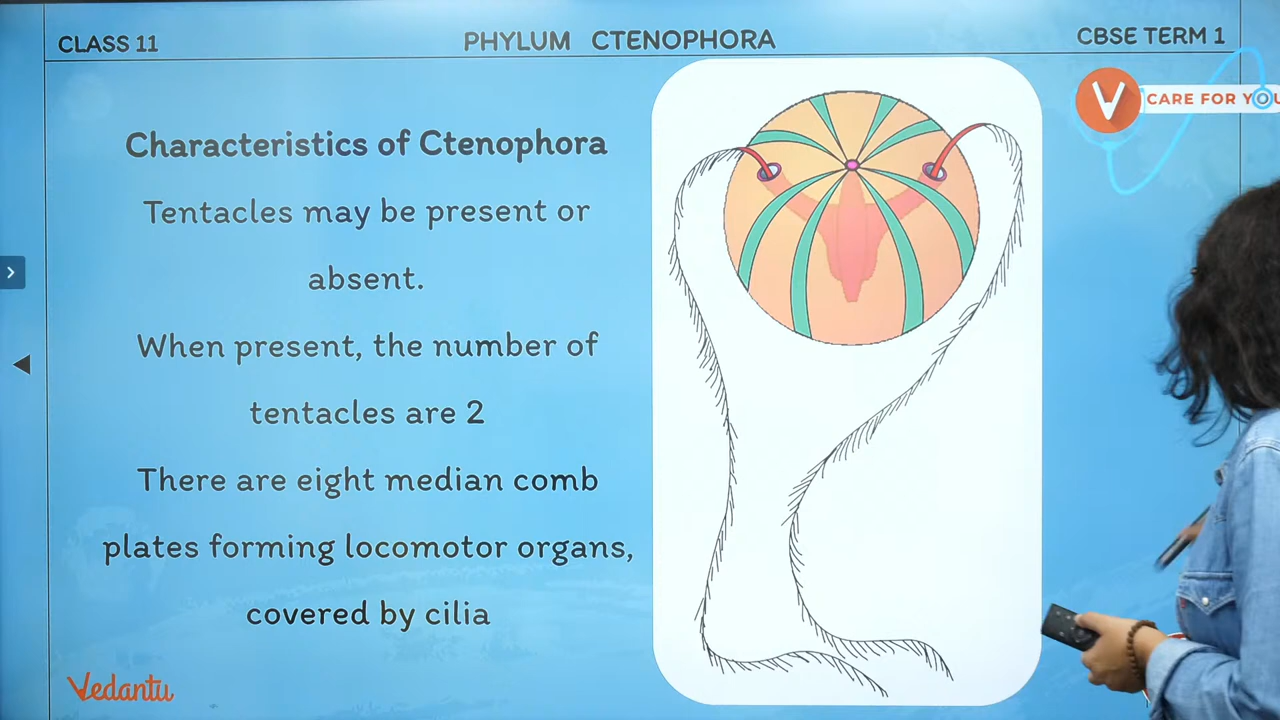 CLASS 11
PHYLUM CTENOPHORA
CBSE TERM 1
V CARE FOR YOU
Characteristics of Ctenophora
Tentacles may be present or
absent.
When present, the number of
tentacles are 2
There are eight median comb
plates forming locomotor organs,
covered by cilia
Vedantu